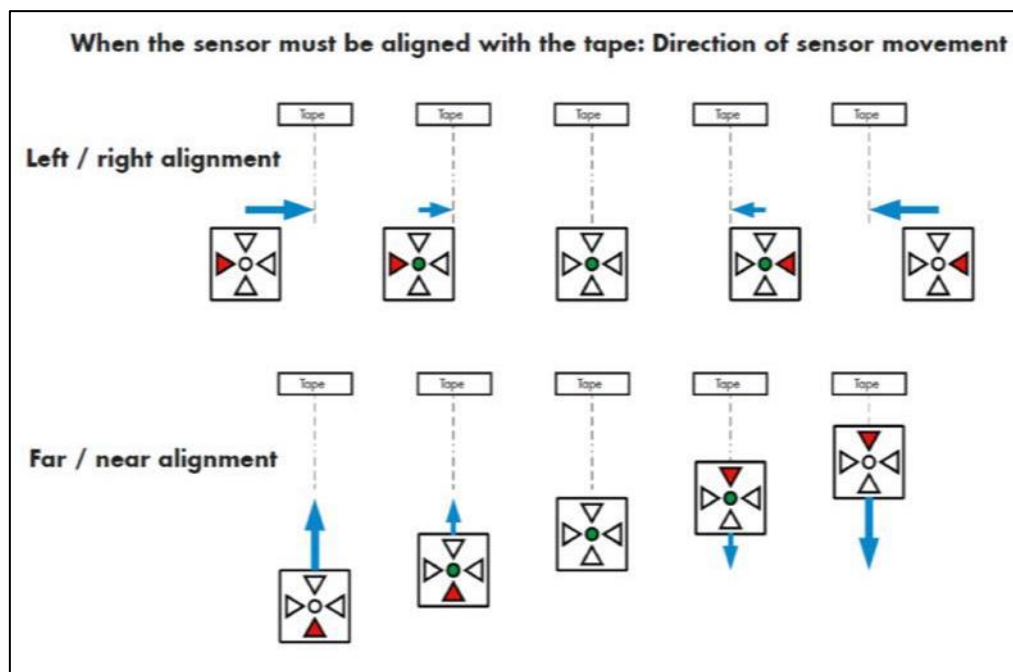 When the sensor must be aligned with the tape: Direction of sensor movement
Tape Tape Tape Tape Tape
Left / right alignment
Tape Tape Tape Tape Tape
Far / near alignment